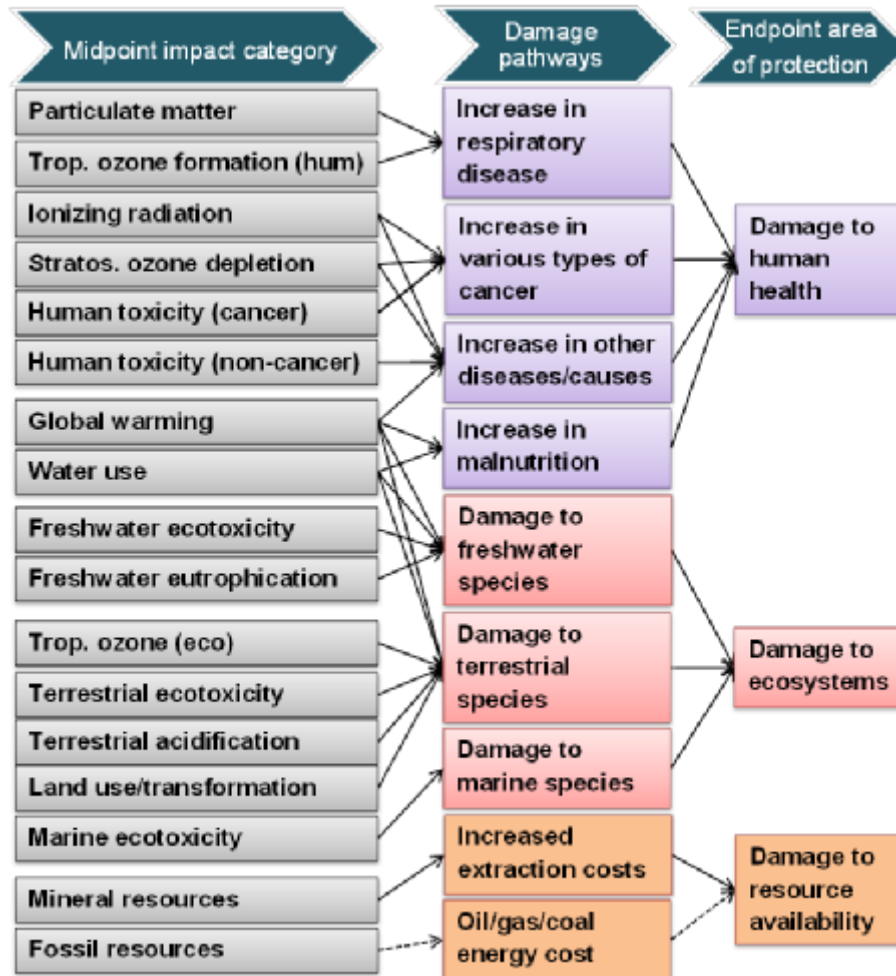 Midpoint impact category
Damage
pathways
Endpoint area
of protection
Particulate matter
Trop. ozone formation (hum)
Ionizing radiation
Stratos. ozone depletion
Human toxicity (cancer)
Human toxicity (non-cancer)
Global warming
Water use
Freshwater ecotoxicity
Freshwater eutrophication
Trop. ozone (eco)
Terrestrial ecotoxicity
Terrestrial acidification
Land use/transformation
Marine ecotoxicity
Mineral resources
Fossil resources
Increase in
respiratory
disease
Increase in
various types of
cancer
Increase in other
diseases/causes
Increase in
malnutrition
Damage to
freshwater
species
Damage to
terrestrial
species
Damage to
marine species
Increased
extraction costs
Oil/gas/coal
energy cost
Damage to
human
health
Damage to
ecosystems
Damage to
resource
availability